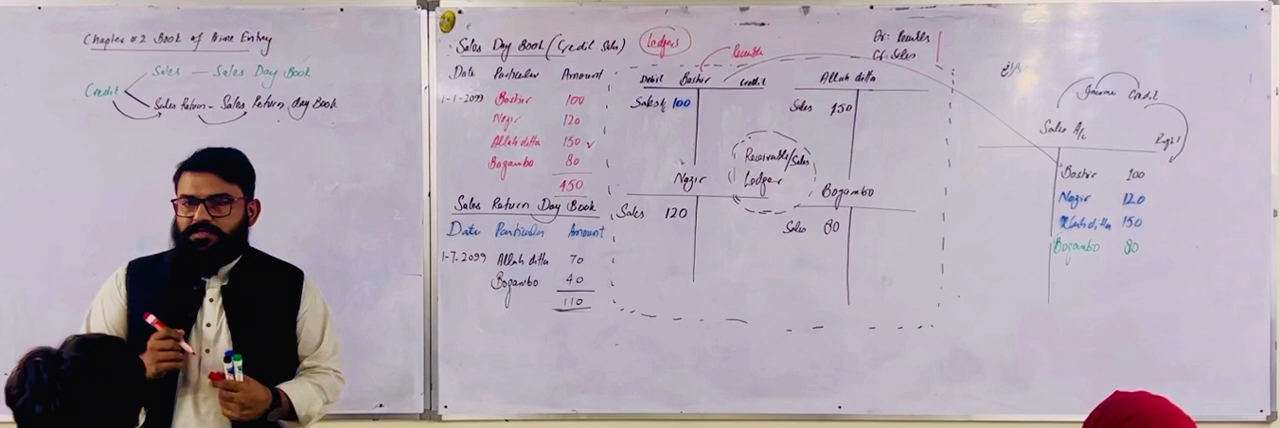 Chapter # 2 Book of Prime Entry
Sales — Sales Day Book
Credit
Sales Return – Sales Return day Book
Sales Day Book (Credit Sales)
Date Particular Amount
1-1-2099 Bashir 100
Nazir 120
Allah ditta 150 ✓
Bogambo 80
450
Sales Return Day Book
Date Particular Amount
1-7-2099 Allah ditta 70
Bogambo 40
110
Ledgers
Debit Bashir Credit
Sales 100
Allah ditta
Sales 150
Receivable/Sales
Ledger
Nazir
Sales 120
Bogambo
Sales 80
Cr: Sales
Income Credit
Sales A/c
Right
Bashir 100
Nazir 120
Allah ditta 150
Bogambo 80